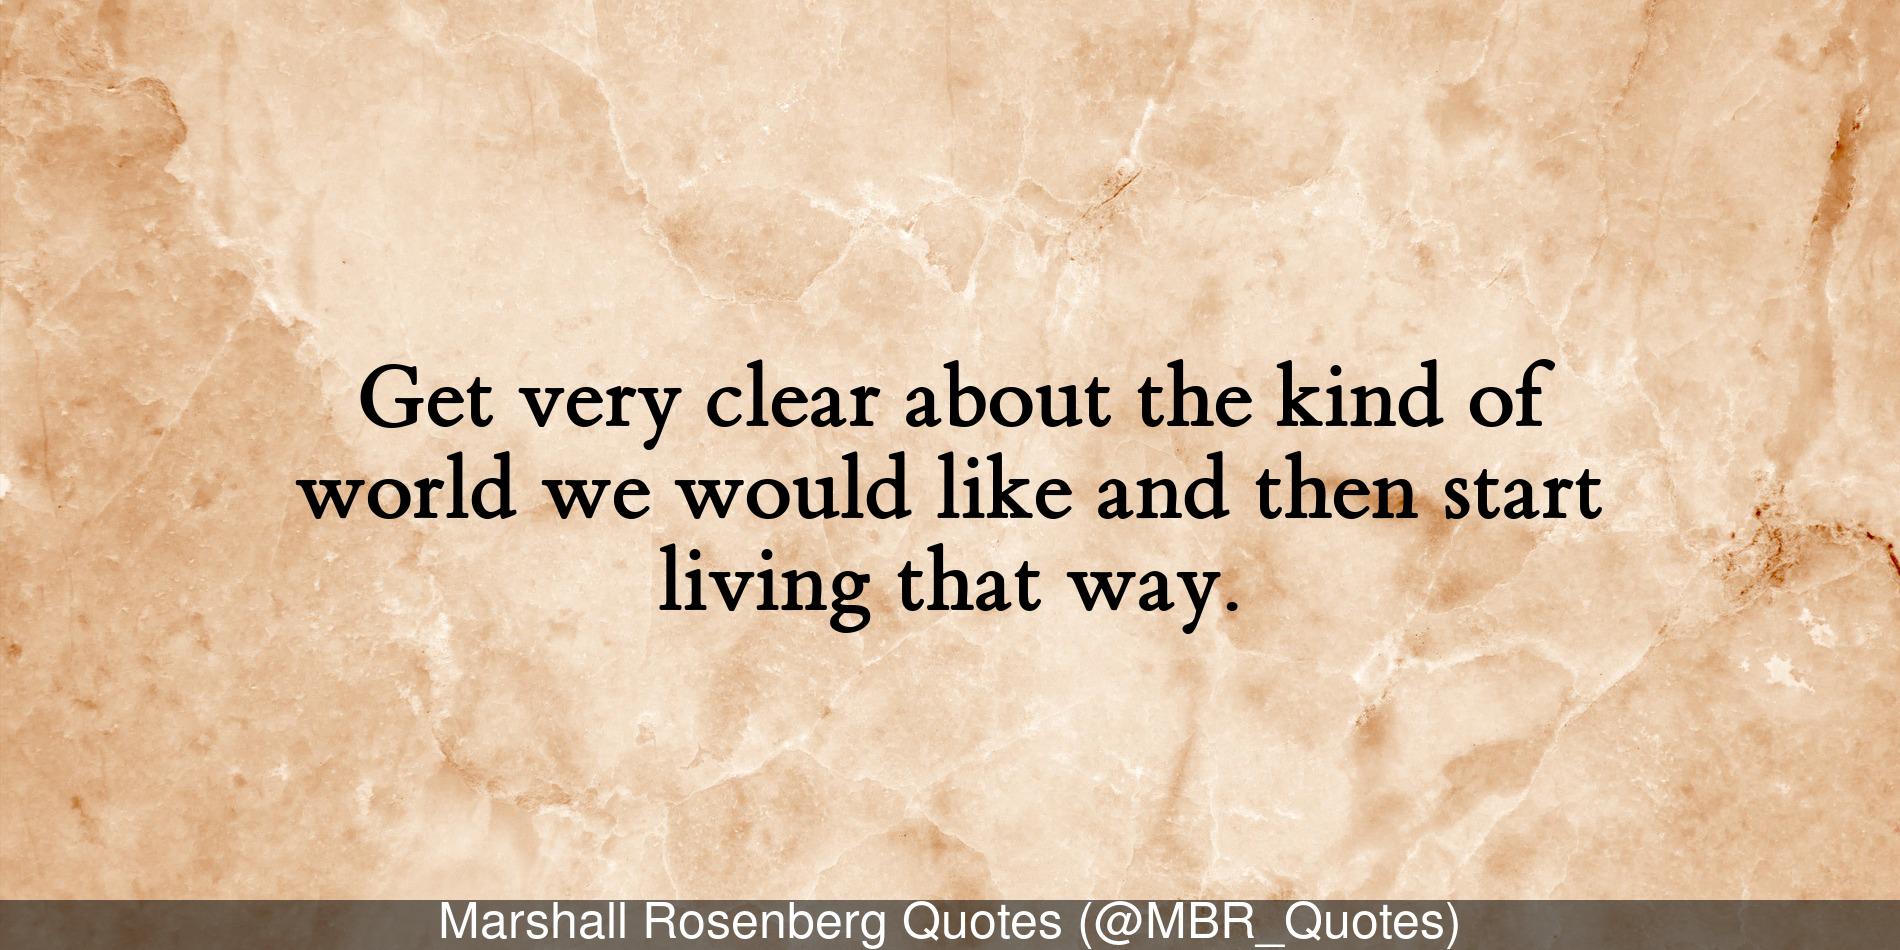 Get very clear about the kind of
world we would like and then start
living that way.
Marshall Rosenberg Quotes (@MBR_Quotes)